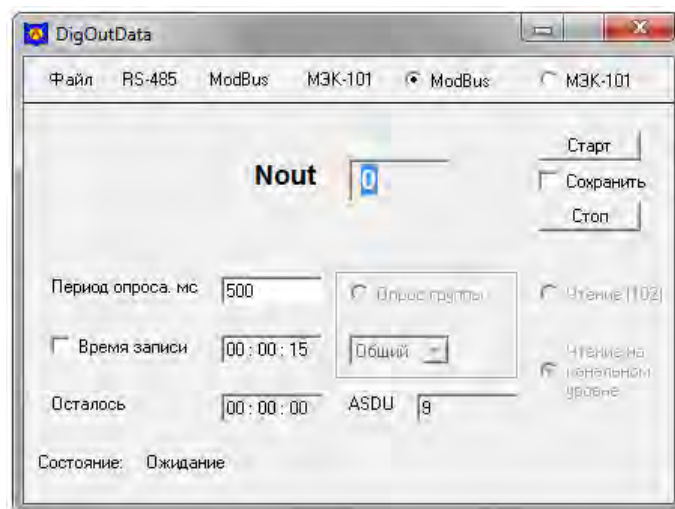 DigOutData
Файл RS-485 ModBus МЭК-101 ModBus МЭК-101
Nout 0
Старт
Сохранить
Стоп
Период опроса. мс 500 Опрос группы Чтение (102)
Время записи 00:00:15 Общий Чтение на канальном уровне
Осталось 00:00:00 ASDU 9
Состояние: Ожидание